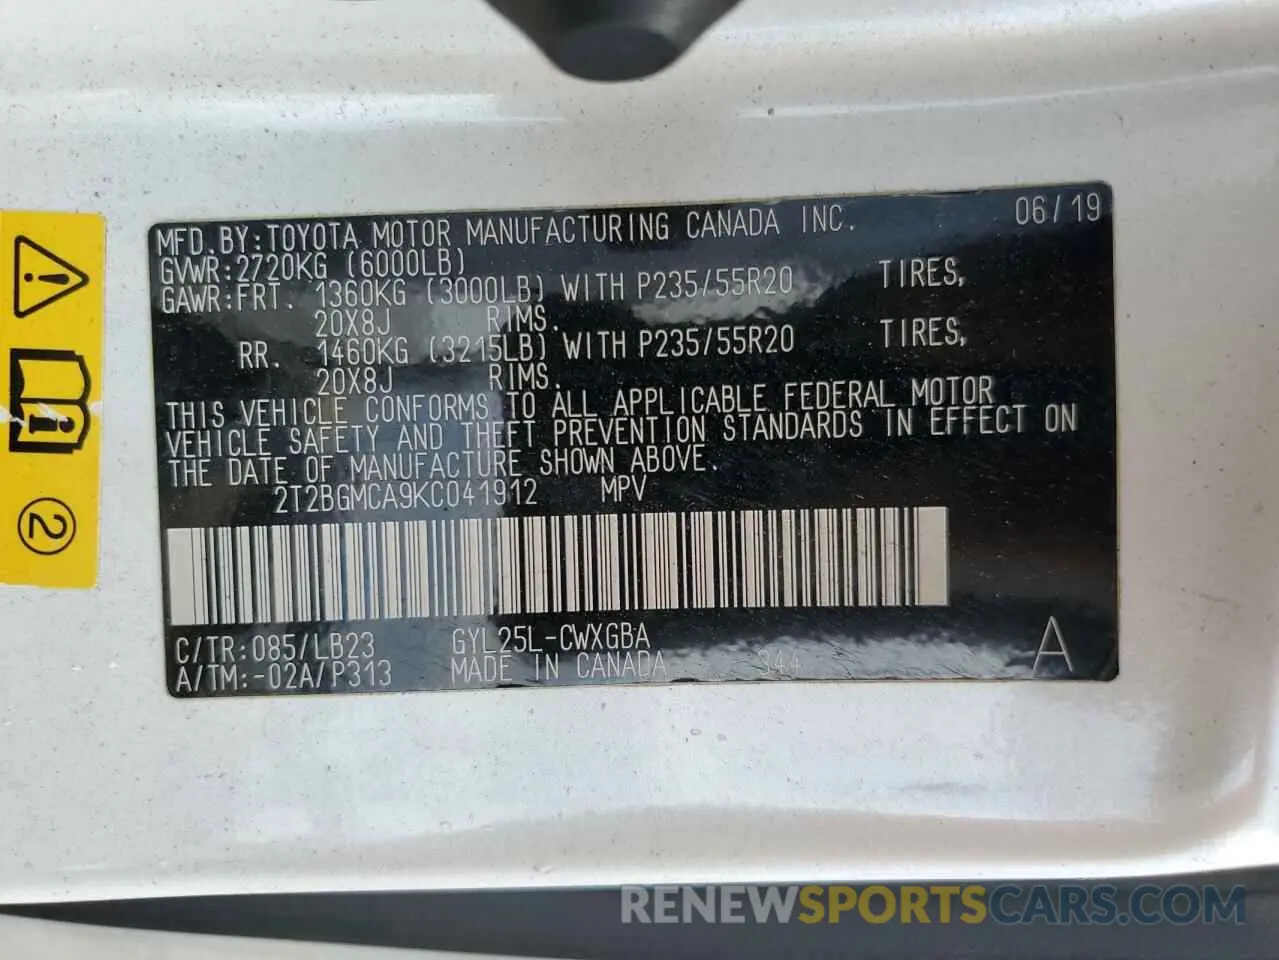 MFD.BY:TOYOTA MOTOR MANUFACTURING CANADA INC. 06/19
GVWR:2720KG (6000LB)
GAWR:FRT. 1360KG (3000LB) WITH P235/55R20 TIRES,
20X8J RIMS.
RR. 1460KG (3215LB) WITH P235/55R20 TIRES,
20X8J RIMS.
THIS VEHICLE CONFORMS TO ALL APPLICABLE FEDERAL MOTOR
VEHICLE SAFETY AND THEFT PREVENTION STANDARDS IN EFFECT ON
THE DATE OF MANUFACTURE SHOWN ABOVE.
2T2BGMCA9KC041912 MPV
C/TR:085/LB23 GYL25L-CWXGBA
A/TM:-02A/P313 MADE IN CANADA 344 A
2
RENEWSPORTSCARS.COM